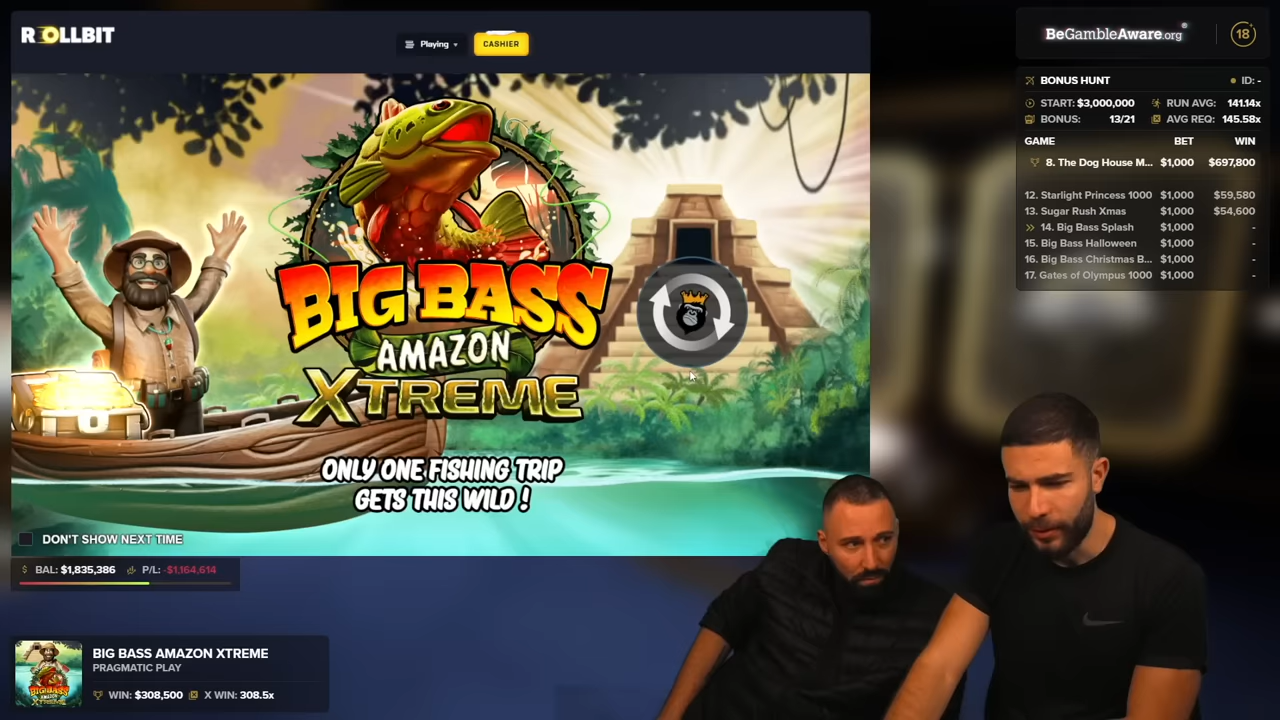 ROLLBIT
Playing
CASHIER
BIG BASS
AMAZON
XTREME
ONLY ONE FISHING TRIP
GETS THIS WILD !
DON'T SHOW NEXT TIME
BAL: $1,835,386 P/L: -$1,164,614
BIG BASS AMAZON XTREME
PRAGMATIC PLAY
WIN: $308,500 X WIN: 308.5x
BeGambleAware.org®
18+
BONUS HUNT ID: -
START: $3,000,000 RUN AVG: 141.14x
BONUS: 13/21 AVG REQ: 145.58x
GAME BET WIN
8. The Dog House M... $1,000 $697,800
12. Starlight Princess 1000 $1,000 $59,580
13. Sugar Rush Xmas $1,000 $54,600
14. Big Bass Splash $1,000 -
15. Big Bass Halloween $1,000 -
16. Big Bass Christmas B... $1,000 -
17. Gates of Olympus 1000 $1,000 -